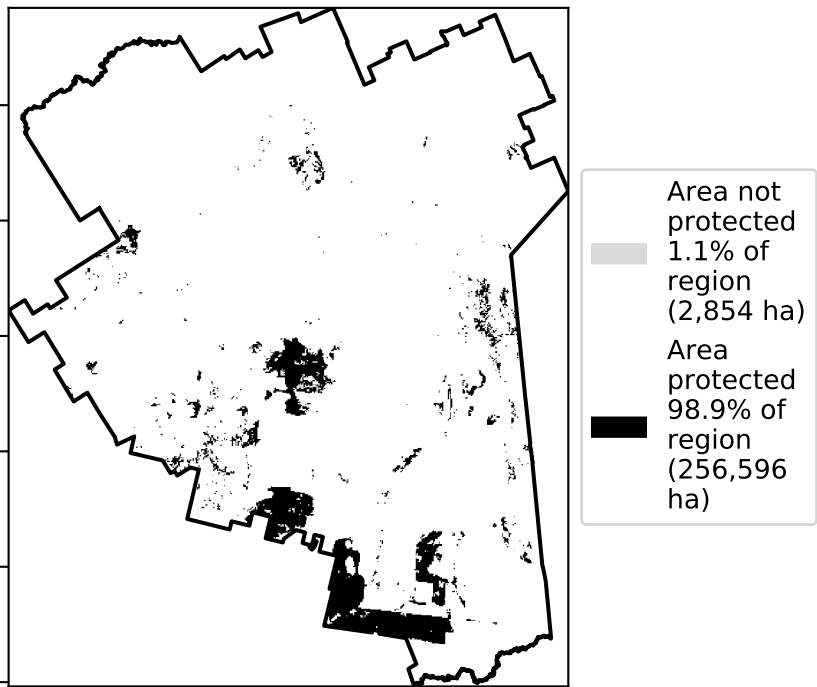 Area not
protected
1.1% of
region
(2,854 ha)
Area
protected
98.9% of
region
(256,596
ha)